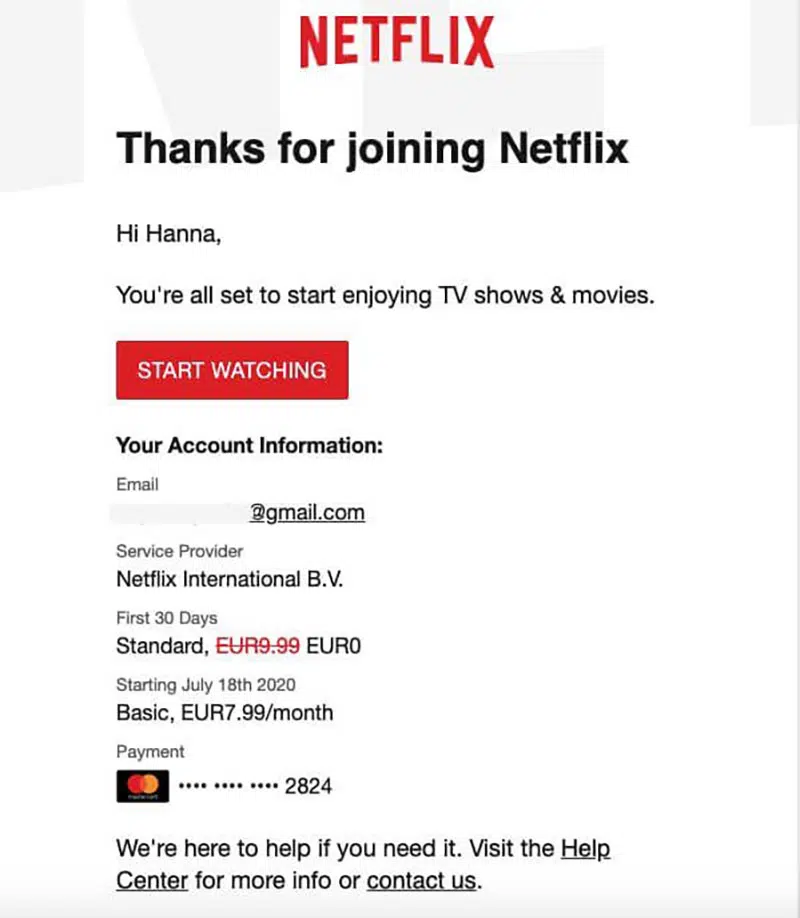 NETFLIX
Thanks for joining Netflix
Hi Hanna,
You're all set to start enjoying TV shows & movies.
START WATCHING
Your Account Information:
Email
@gmail.com
Service Provider
Netflix International B.V.
First 30 Days
Standard, EUR9.99 EUR0
Starting July 18th 2020
Basic, EUR7.99/month
Payment
•••• •••• •••• 2824
We're here to help if you need it. Visit the Help
Center for more info or contact us.